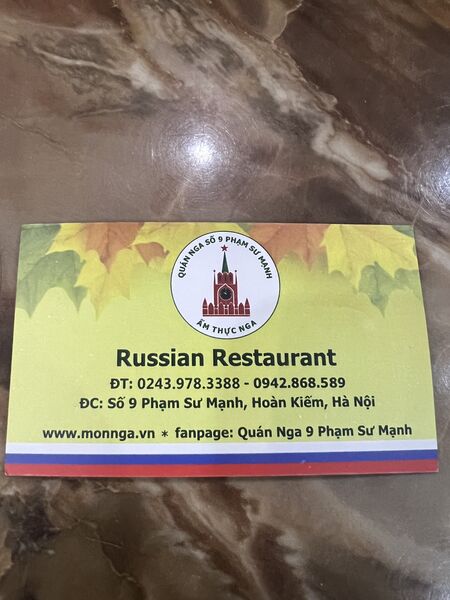 QUÁN NGA SỐ 9 PHẠM SƯ MẠNH
ẨM THỰC NGA
Russian Restaurant
ĐT: 0243.978.3388 - 0942.868.589
ĐC: Số 9 Phạm Sư Mạnh, Hoàn Kiếm, Hà Nội
www.monnga.vn * fanpage: Quán Nga 9 Phạm Sư Mạnh